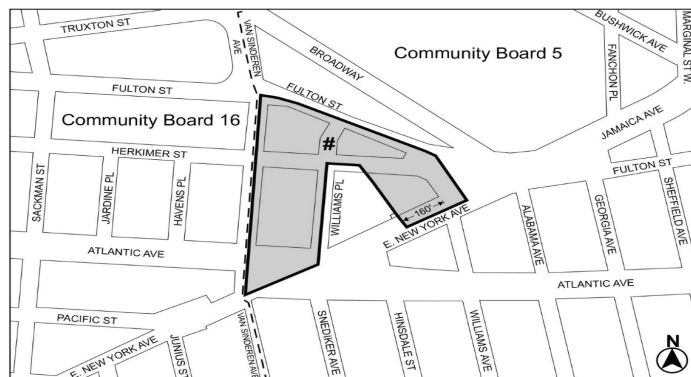 TRUXTON ST
VAN SINDEREN
AVE
BROADWAY
Community Board 5
BUSHWICK AVE
FANCHON PL
MARGINAL ST W.
JAMAICA AVE
FULTON ST
FULTON ST
Community Board 16
HERKIMER ST
#
FULTON ST
SACKMAN ST
JARDINE PL
HAVENS PL
WILLIAMS PL
160'
E. NEW YORK AVE
ALABAMA AVE
GEORGIA AVE
SHEFFIELD AVE
ATLANTIC AVE
ATLANTIC AVE
PACIFIC ST
E. NEW YORK AVE
JUNIUS ST
VAN SINDEREN AVE
SNEDIKER AVE
HINSDALE ST
WILLIAMS AVE
N